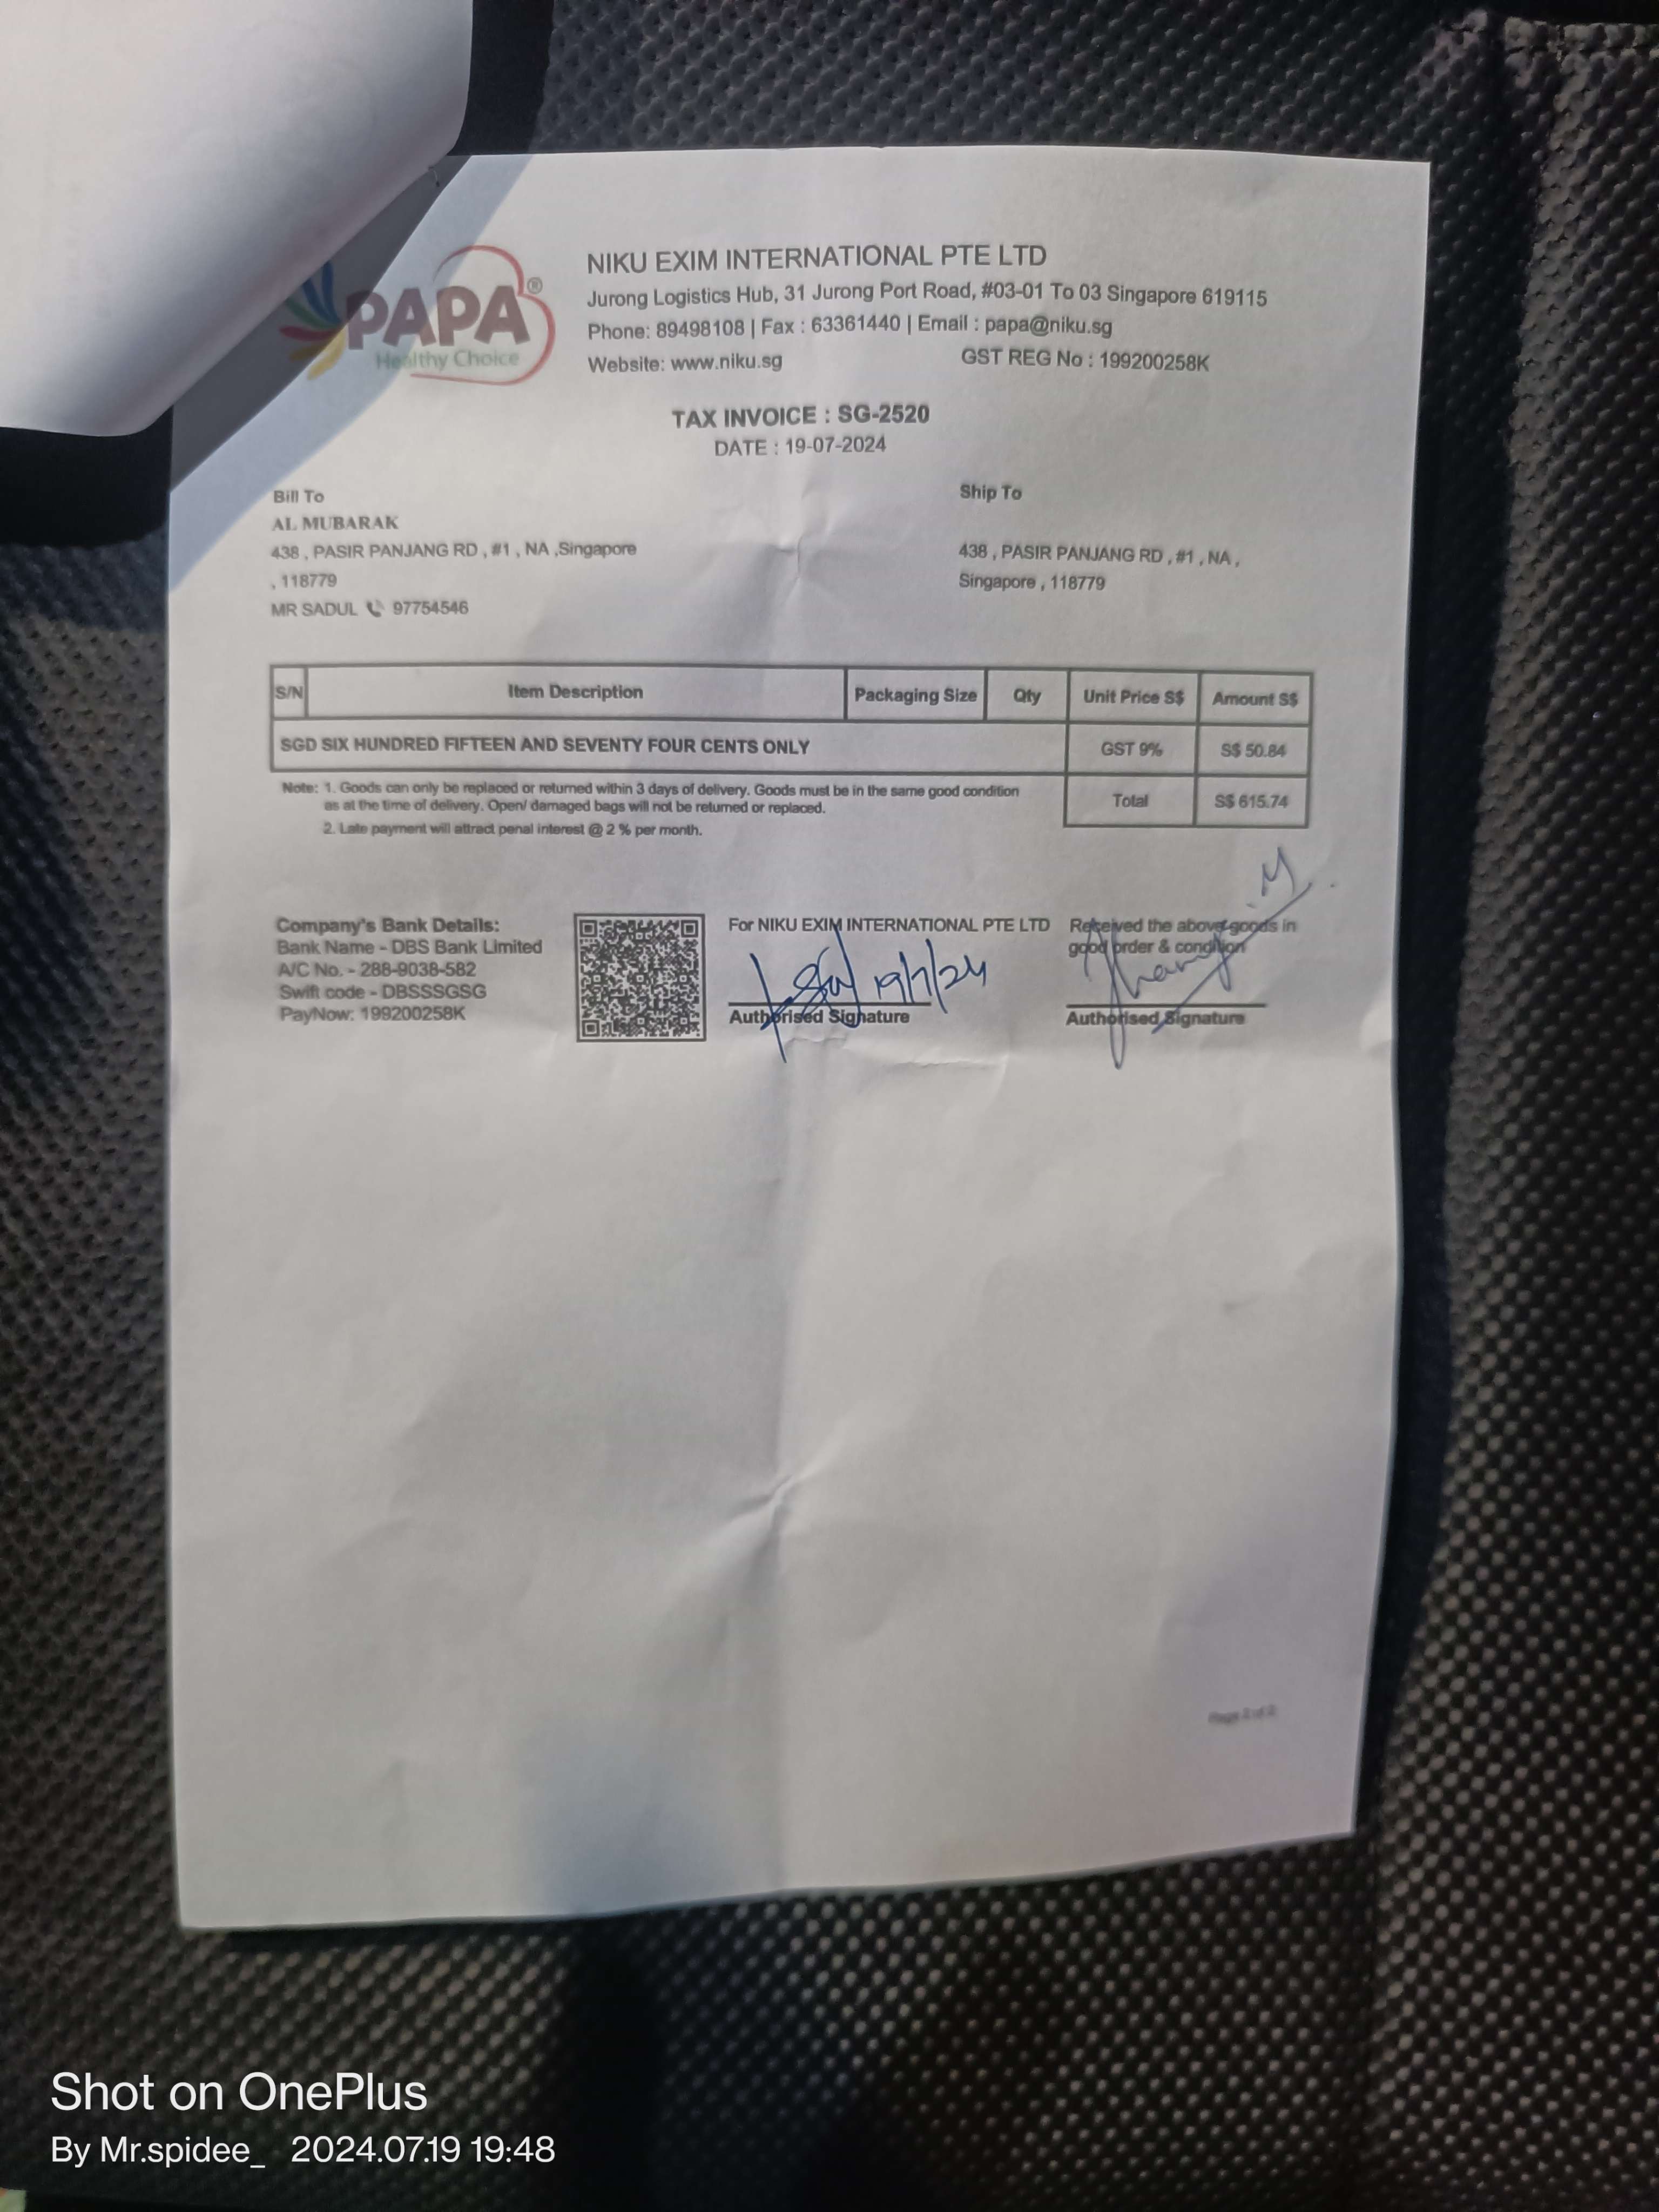 PAPA®
Healthy Choice
NIKU EXIM INTERNATIONAL PTE LTD
Jurong Logistics Hub, 31 Jurong Port Road, #03-01 To 03 Singapore 619115
Phone: 89498108 | Fax : 63361440 | Email : papa@niku.sg
Website: www.niku.sg GST REG No : 199200258K
TAX INVOICE : SG-2520
DATE : 19-07-2024
Bill To
AL MUBARAK
438 , PASIR PANJANG RD , #1 , NA ,Singapore
, 118779
MR SADUL 97754546
Ship To
438 , PASIR PANJANG RD , #1 , NA ,
Singapore , 118779
S/N Item Description Packaging Size Qty Unit Price S$ Amount S$
SGD SIX HUNDRED FIFTEEN AND SEVENTY FOUR CENTS ONLY GST 9% S$ 50.84
Total S$ 615.74
Note: 1. Goods can only be replaced or returned within 3 days of delivery. Goods must be in the same good condition
as at the time of delivery. Open/ damaged bags will not be returned or replaced.
2. Late payment will attract penal interest @ 2 % per month.
Company's Bank Details:
Bank Name - DBS Bank Limited
A/C No. - 288-9038-582
Swift code - DBSSSGSG
PayNow: 199200258K
For NIKU EXIM INTERNATIONAL PTE LTD
19/7/24
Authorised Signature
Received the above goods in
good order & condition
Authorised Signature
Page 2 of 2
Shot on OnePlus
By Mr.spidee_ 2024.07.19 19:48